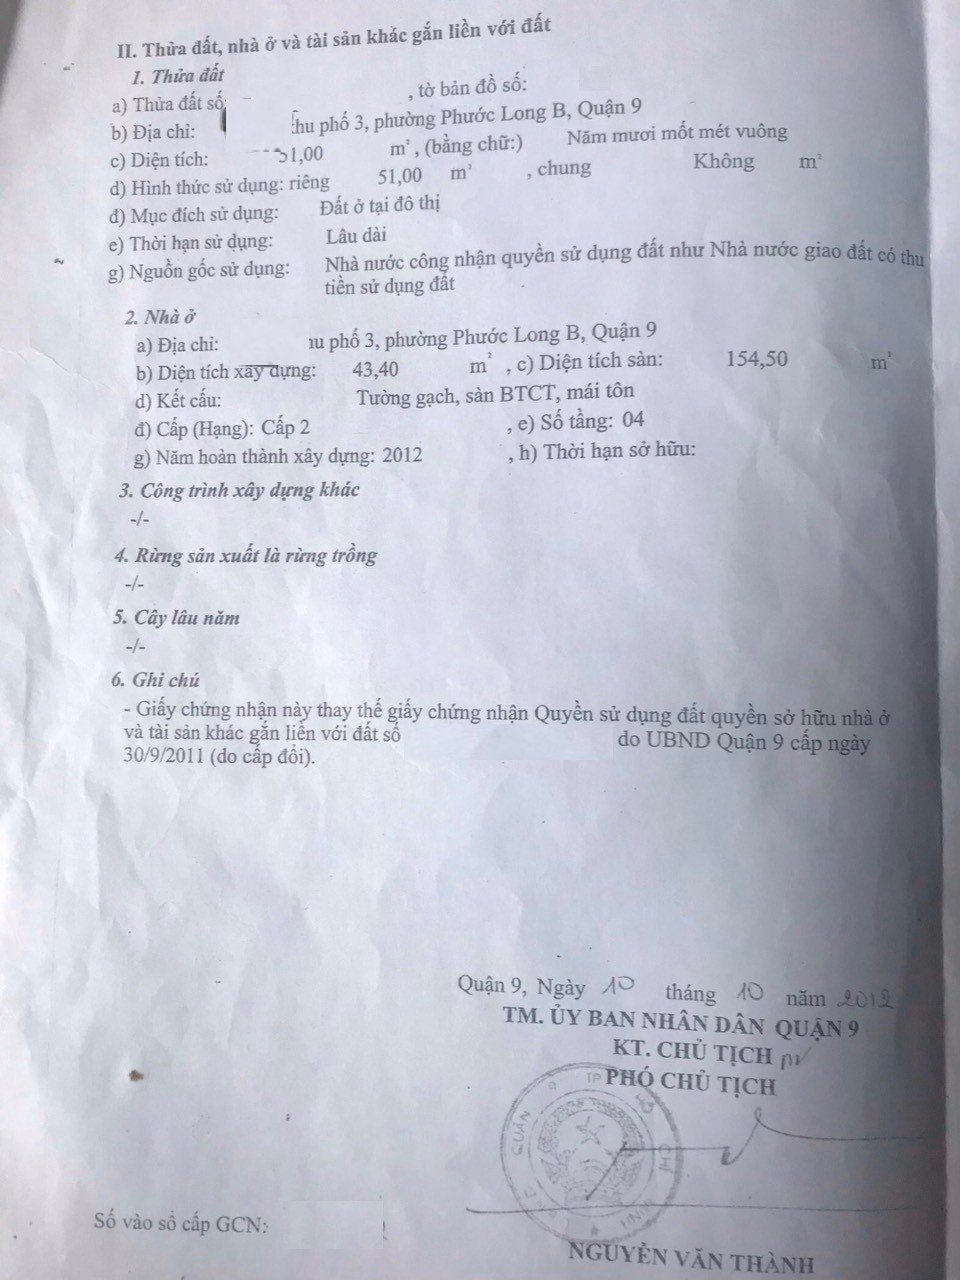 II. Thửa đất, nhà ở và tài sản khác gắn liền với đất
1. Thửa đất
a) Thửa đất số: , tờ bản đồ số:
b) Địa chỉ: khu phố 3, phường Phước Long B, Quận 9
c) Diện tích: 51,00 m², (bằng chữ:) Năm mươi mốt mét vuông
d) Hình thức sử dụng: riêng 51,00 m² , chung Không m²
đ) Mục đích sử dụng: Đất ở tại đô thị
e) Thời hạn sử dụng: Lâu dài
g) Nguồn gốc sử dụng: Nhà nước công nhận quyền sử dụng đất như Nhà nước giao đất có thu
tiền sử dụng đất
2. Nhà ở
a) Địa chỉ: hu phố 3, phường Phước Long B, Quận 9
b) Diện tích xây dựng: 43,40 m² , c) Diện tích sàn: 154,50 m²
d) Kết cấu: Tường gạch, sàn BTCT, mái tôn
đ) Cấp (Hạng): Cấp 2 , e) Số tầng: 04
g) Năm hoàn thành xây dựng: 2012 , h) Thời hạn sở hữu:
3. Công trình xây dựng khác
-/-
4. Rừng sản xuất là rừng trồng
-/-
5. Cây lâu năm
-/-
6. Ghi chú
- Giấy chứng nhận này thay thế giấy chứng nhận Quyền sử dụng đất quyền sở hữu nhà ở
và tài sản khác gắn liền với đất số do UBND Quận 9 cấp ngày
30/9/2011 (do cấp đổi).
Quận 9, Ngày 10 tháng 10 năm 2012
TM. ỦY BAN NHÂN DÂN QUẬN 9
KT. CHỦ TỊCH
PHÓ CHỦ TỊCH
Số vào sổ cấp GCN:
NGUYỄN VĂN THÀNH